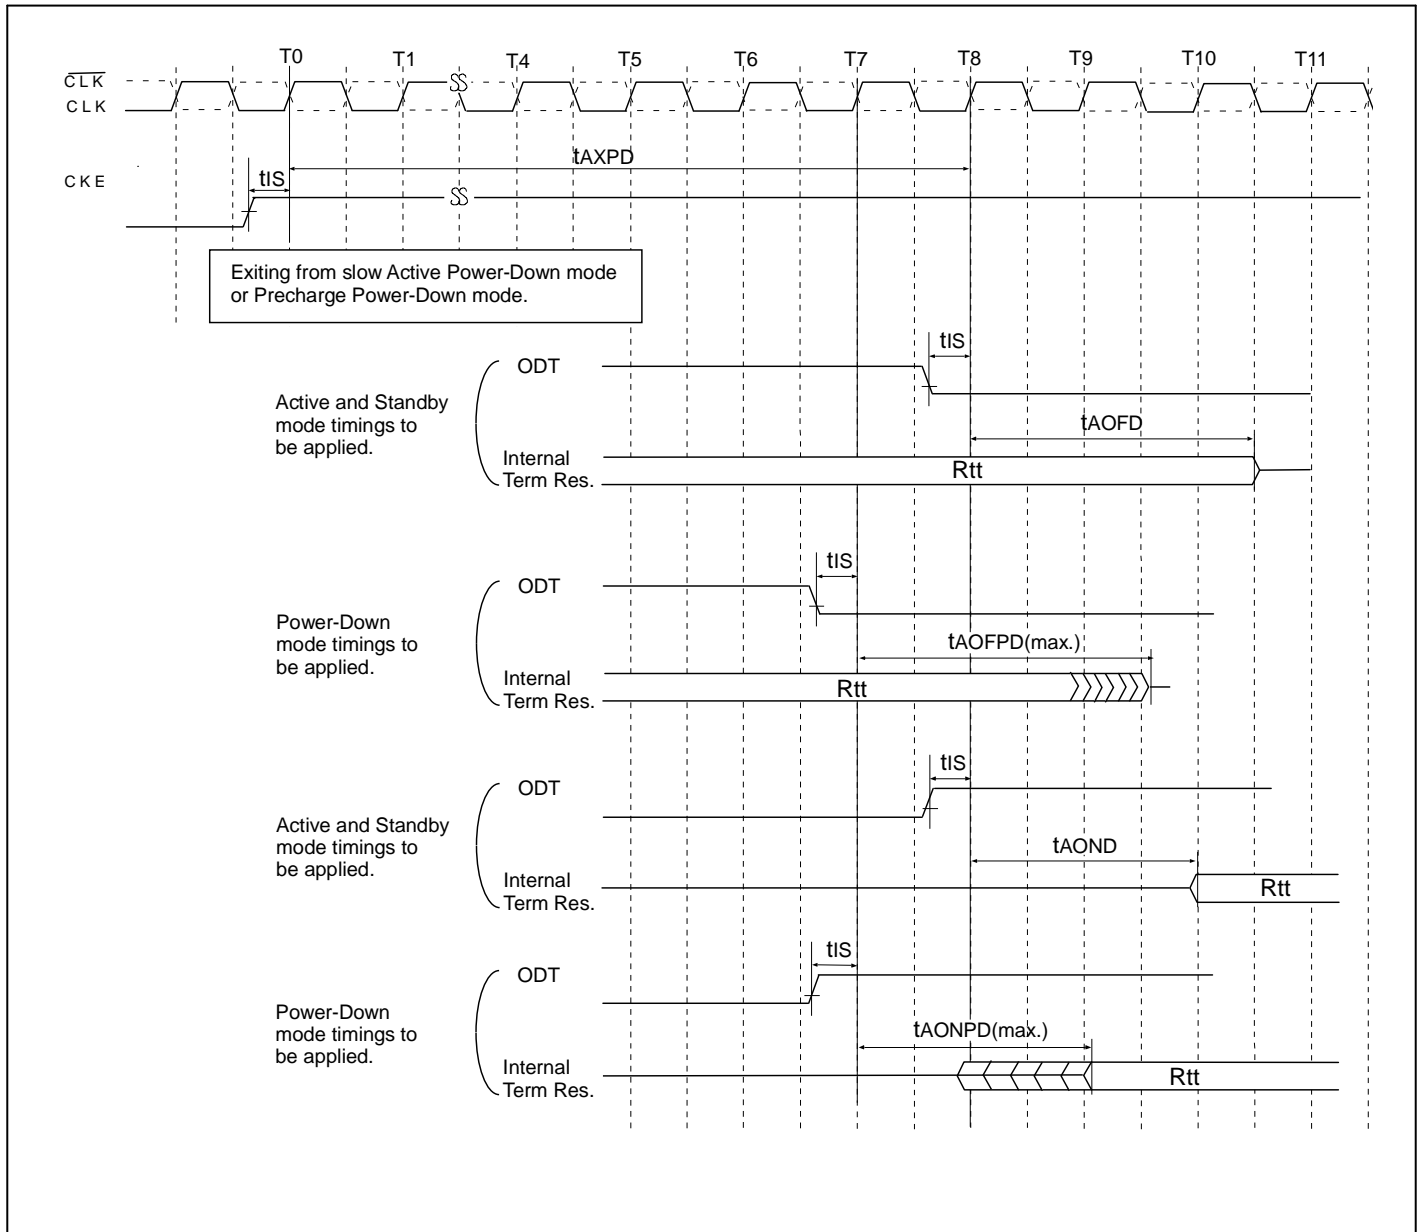 T0 T1 T4 T5 T6 T7 T8 T9 T10 T11
CLK
CLK
tAXPD
CKE
tIS
Exiting from slow Active Power-Down mode
or Precharge Power-Down mode.
tIS
ODT
Active and Standby
mode timings to
be applied.
tAOFD
Internal
Term Res.
Rtt
tIS
ODT
Power-Down
mode timings to
be applied.
tAOFPD(max.)
Internal
Term Res.
Rtt
tIS
ODT
Active and Standby
mode timings to
be applied.
tAOND
Internal
Term Res.
Rtt
tIS
ODT
Power-Down
mode timings to
be applied.
tAONPD(max.)
Internal
Term Res.
Rtt